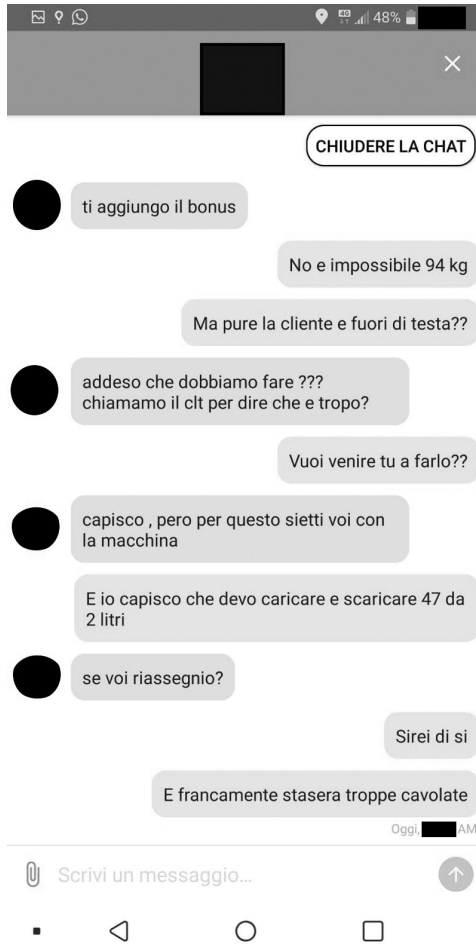 4G 48%
CHIUDERE LA CHAT
ti aggiungo il bonus
No e impossibile 94 kg
Ma pure la cliente e fuori di testa??
addeso che dobbiamo fare ???
chiamamo il clt per dire che e tropo?
Vuoi venire tu a farlo??
capisco , pero per questo sietti voi con
la macchina
E io capisco che devo caricare e scaricare 47 da
2 litri
se voi riassegnio?
Sirei di si
E francamente stasera troppe cavolate
Oggi, AM
Scrivi un messaggio...